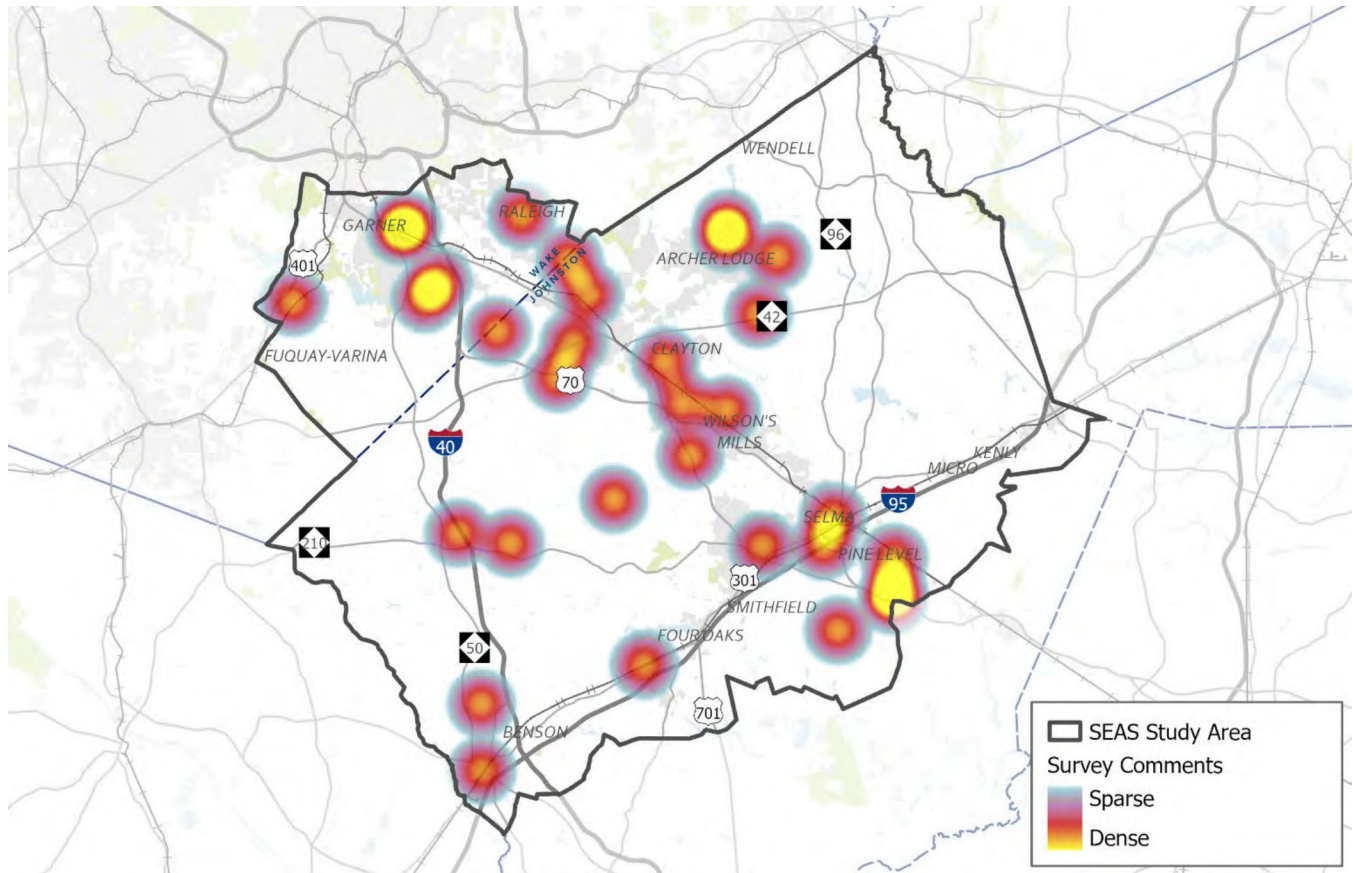 WENDELL
RALEIGH
GARNER
96
WAKE
JOHNSTON
ARCHER LODGE
401
42
FUQUAY-VARINA
CLAYTON
70
WILSON'S
MILLS
40
KENLY
MICRO
95
SELMA
210
PINE LEVEL
301
SMITHFIELD
FOUR OAKS
50
701
BENSON
SEAS Study Area
Survey Comments
Sparse
Dense